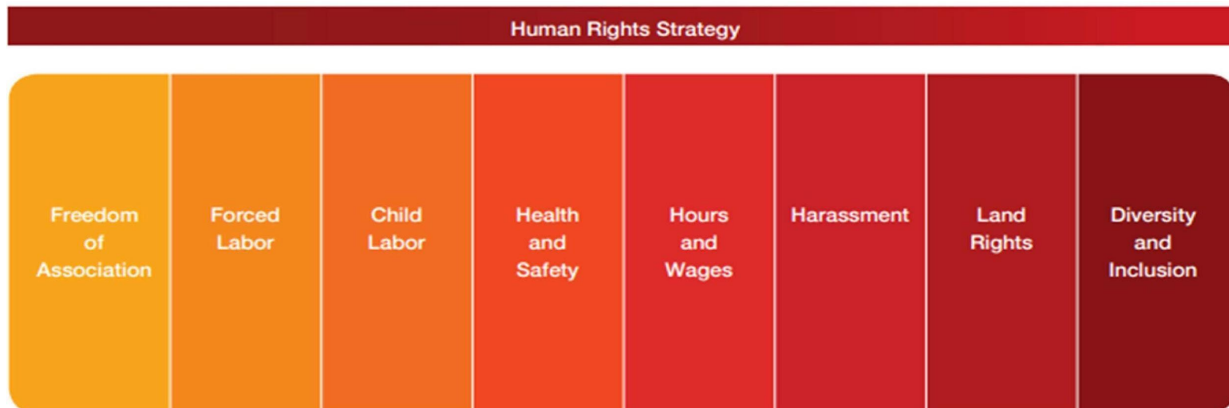 Human Rights Strategy
Freedom
of
Association
Forced
Labor
Child
Labor
Health
and
Safety
Hours
and
Wages
Harassment
Land
Rights
Diversity
and
Inclusion